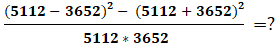 (5112 − 3652)² − (5112 + 3652)²
5112 * 3652
=?